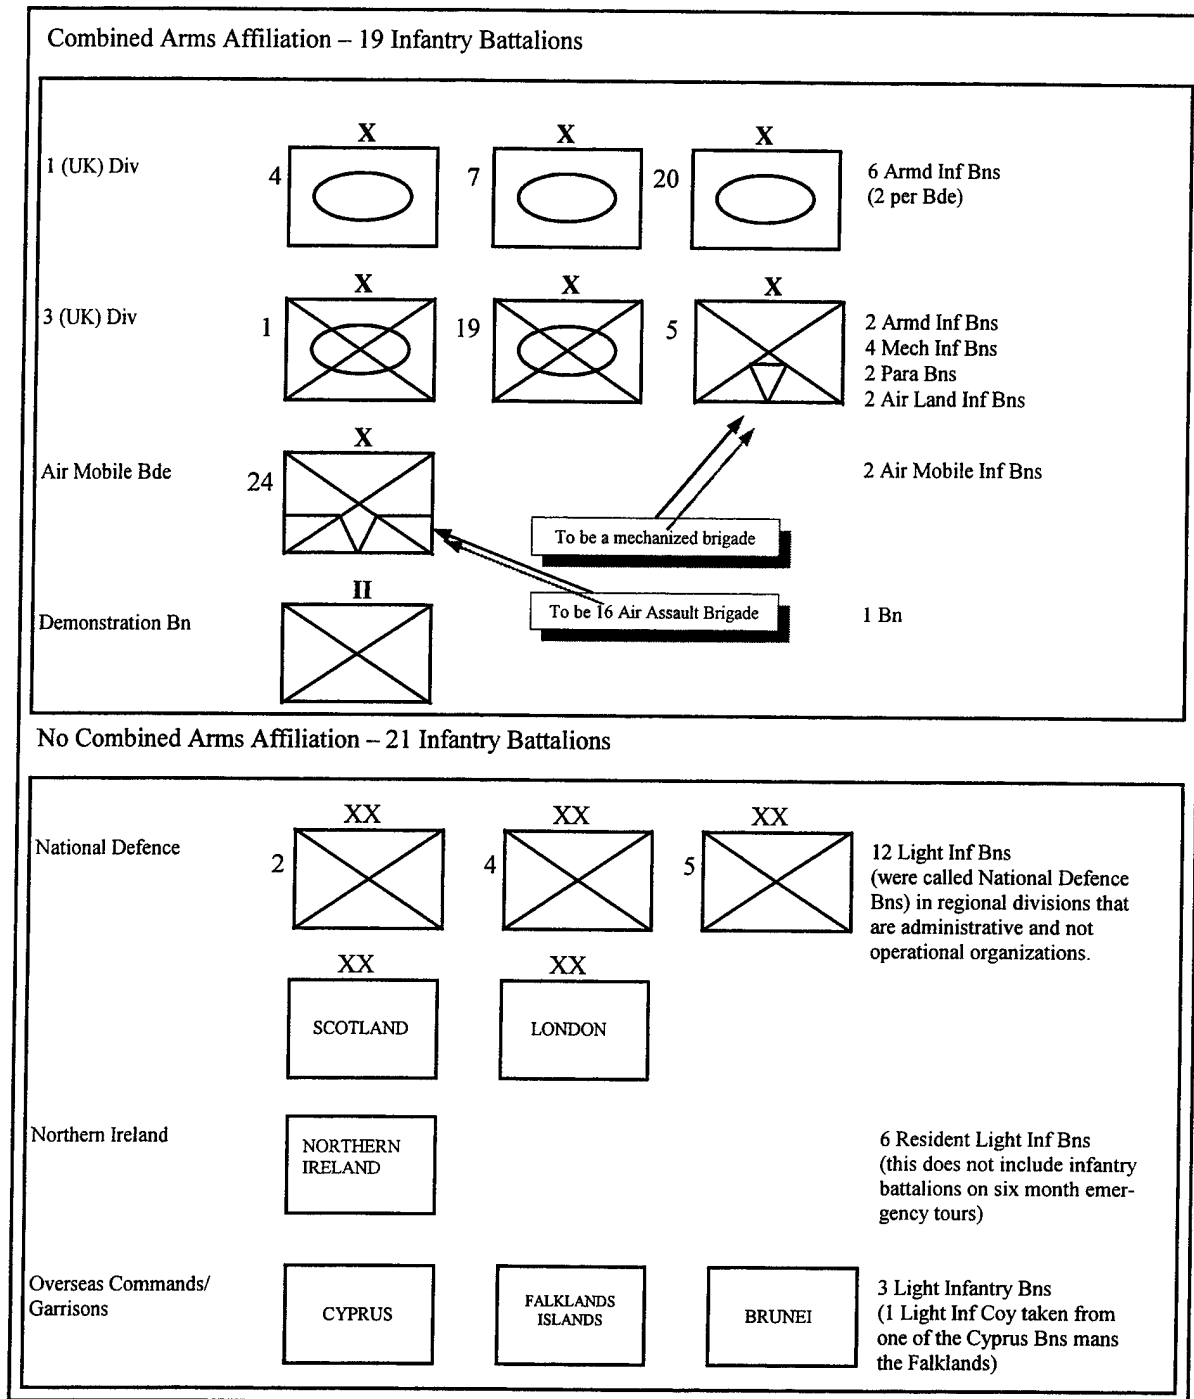 Combined Arms Affiliation – 19 Infantry Battalions
X X X
1 (UK) Div 4 7 20 6 Armd Inf Bns
(2 per Bde)
X X X
3 (UK) Div 1 19 5 2 Armd Inf Bns
4 Mech Inf Bns
2 Para Bns
2 Air Land Inf Bns
X
Air Mobile Bde 24 2 Air Mobile Inf Bns
To be a mechanized brigade
II
Demonstration Bn To be 16 Air Assault Brigade 1 Bn
No Combined Arms Affiliation – 21 Infantry Battalions
XX XX XX
National Defence 2 4 5 12 Light Inf Bns
(were called National Defence
Bns) in regional divisions that
are administrative and not
operational organizations.
XX XX
SCOTLAND LONDON
Northern Ireland NORTHERN
IRELAND
6 Resident Light Inf Bns
(this does not include infantry
battalions on six month emer-
gency tours)
Overseas Commands/
Garrisons
CYPRUS
FALKLANDS
ISLANDS
BRUNEI
3 Light Infantry Bns
(1 Light Inf Coy taken from
one of the Cyprus Bns mans
the Falklands)